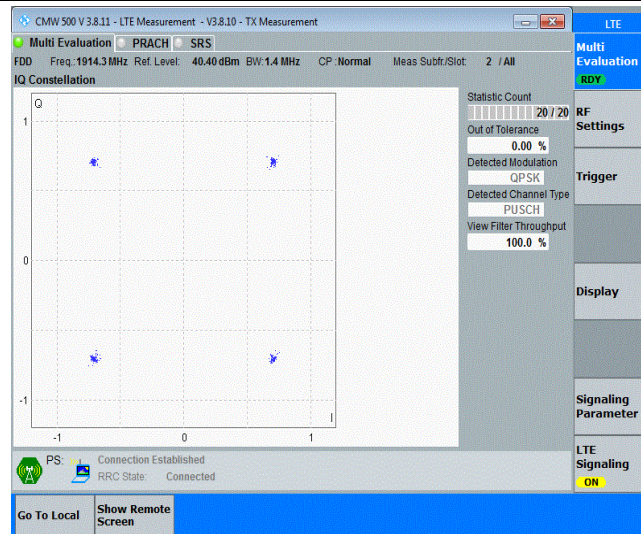 CMW 500 V 3.8.11 - LTE Measurement - V3.8.10 - TX Measurement
LTE
Multi Evaluation PRACH SRS
FDD Freq.:1914.3 MHz Ref. Level: 40.40 dBm BW:1.4 MHz CP :Normal Meas Subfr./Slot: 2 / All
Multi
Evaluation
RDY
IQ Constellation
Q
1
0
-1
I
-1 0 1
Statistic Count
20 / 20
Out of Tolerance
0.00 %
Detected Modulation
QPSK
Detected Channel Type
PUSCH
View Filter Throughput
100.0 %
RF
Settings
Trigger
Display
Signaling
Parameter
LTE
Signaling
ON
PS: Connection Established
RRC State: Connected
Go To Local
Show Remote
Screen